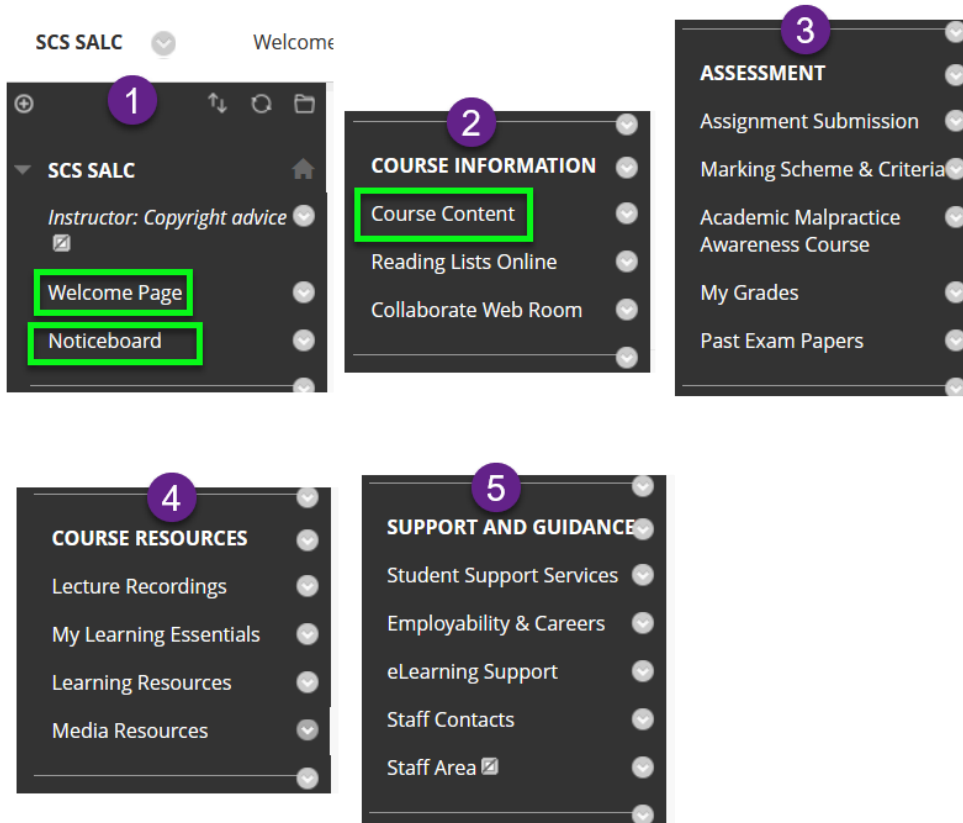 SCS SALC
Welcome
1
SCS SALC
Instructor: Copyright advice
Welcome Page
Noticeboard
2
COURSE INFORMATION
Course Content
Reading Lists Online
Collaborate Web Room
3
ASSESSMENT
Assignment Submission
Marking Scheme & Criteria
Academic Malpractice
Awareness Course
My Grades
Past Exam Papers
4
COURSE RESOURCES
Lecture Recordings
My Learning Essentials
Learning Resources
Media Resources
5
SUPPORT AND GUIDANCE
Student Support Services
Employability & Careers
eLearning Support
Staff Contacts
Staff Area